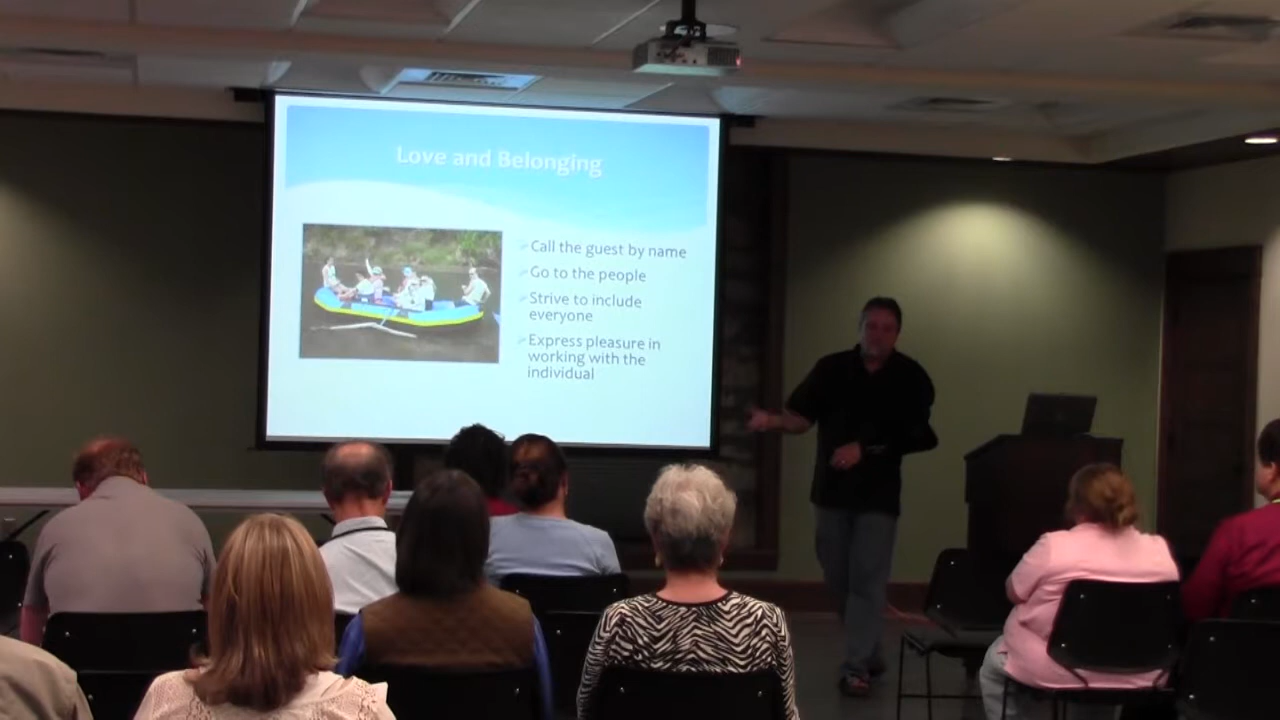 Love and Belonging
Call the guest by name
Go to the people
Strive to include
everyone
Express pleasure in
working with the
individual